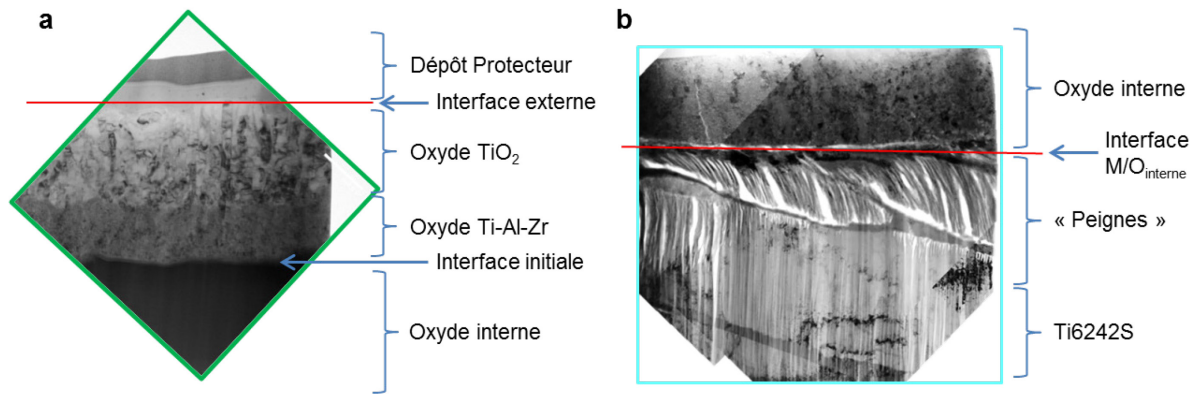 a
Dépôt Protecteur
Interface externe
Oxyde TiO2
Oxyde Ti-Al-Zr
Interface initiale
Oxyde interne
b
Oxyde interne
Interface
M/Ointerne
« Peignes »
Ti6242S